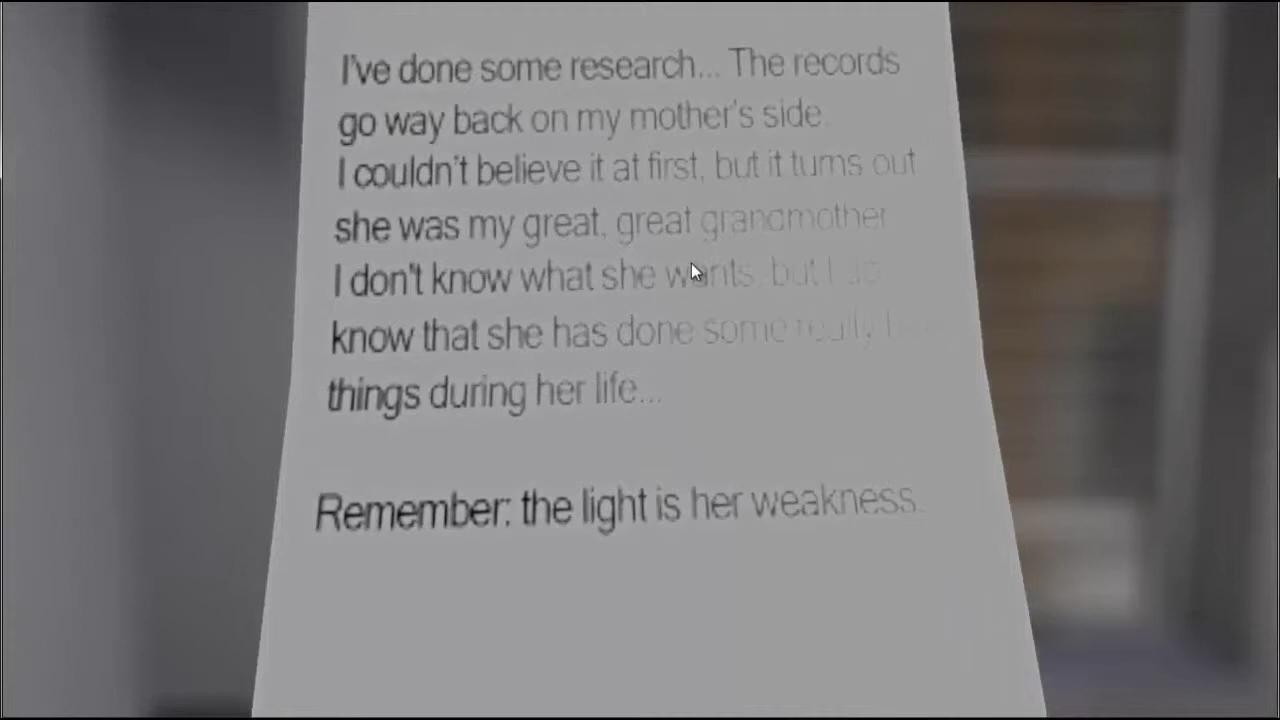 I've done some research... The records
go way back on my mother's side.
I couldn't believe it at first, but it turns out
she was my great, great grandmother
I don't know what she wants, but I do
know that she has done some really
things during her life...
Remember: the light is her weakness.